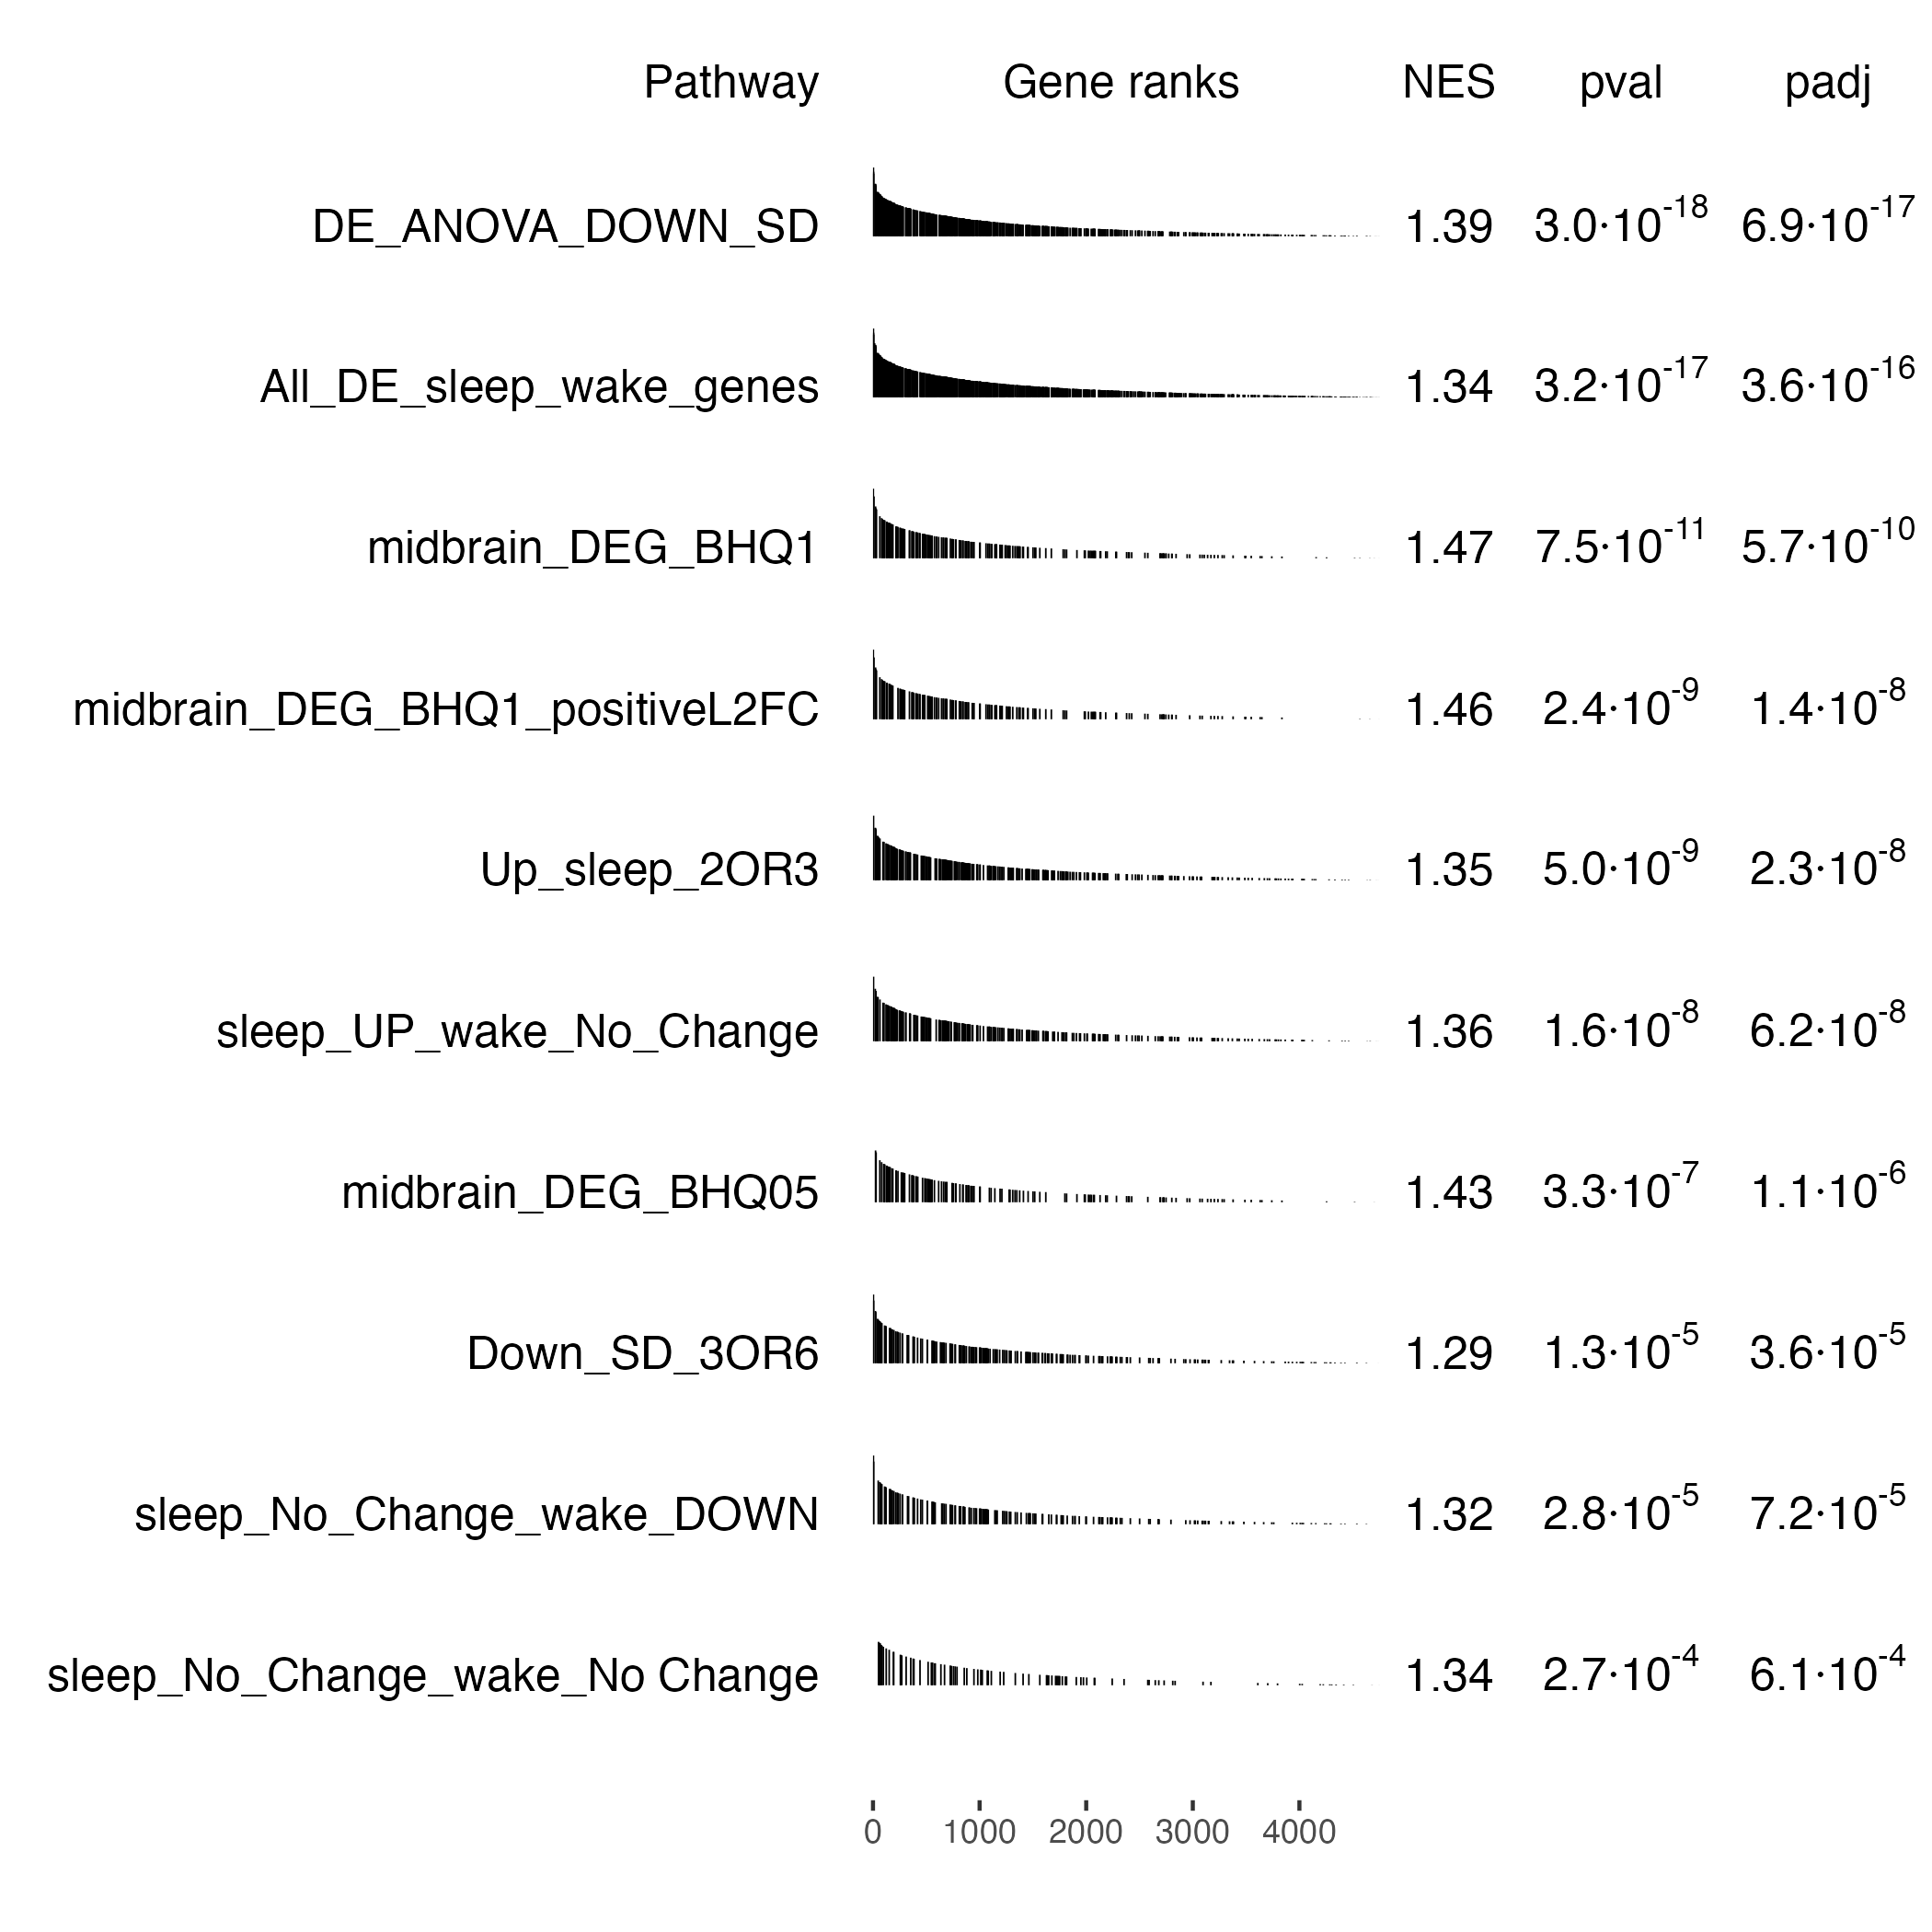 Pathway Gene ranks NES pval padj
DE_ANOVA_DOWN_SD 1.39 3.0·10⁻¹⁸ 6.9·10⁻¹⁷
All_DE_sleep_wake_genes 1.34 3.2·10⁻¹⁷ 3.6·10⁻¹⁶
midbrain_DEG_BHQ1 1.47 7.5·10⁻¹¹ 5.7·10⁻¹⁰
midbrain_DEG_BHQ1_positiveL2FC 1.46 2.4·10⁻⁹ 1.4·10⁻⁸
Up_sleep_2OR3 1.35 5.0·10⁻⁹ 2.3·10⁻⁸
sleep_UP_wake_No_Change 1.36 1.6·10⁻⁸ 6.2·10⁻⁸
midbrain_DEG_BHQ05 1.43 3.3·10⁻⁷ 1.1·10⁻⁶
Down_SD_3OR6 1.29 1.3·10⁻⁵ 3.6·10⁻⁵
sleep_No_Change_wake_DOWN 1.32 2.8·10⁻⁵ 7.2·10⁻⁵
sleep_No_Change_wake_No Change 1.34 2.7·10⁻⁴ 6.1·10⁻⁴
0 1000 2000 3000 4000